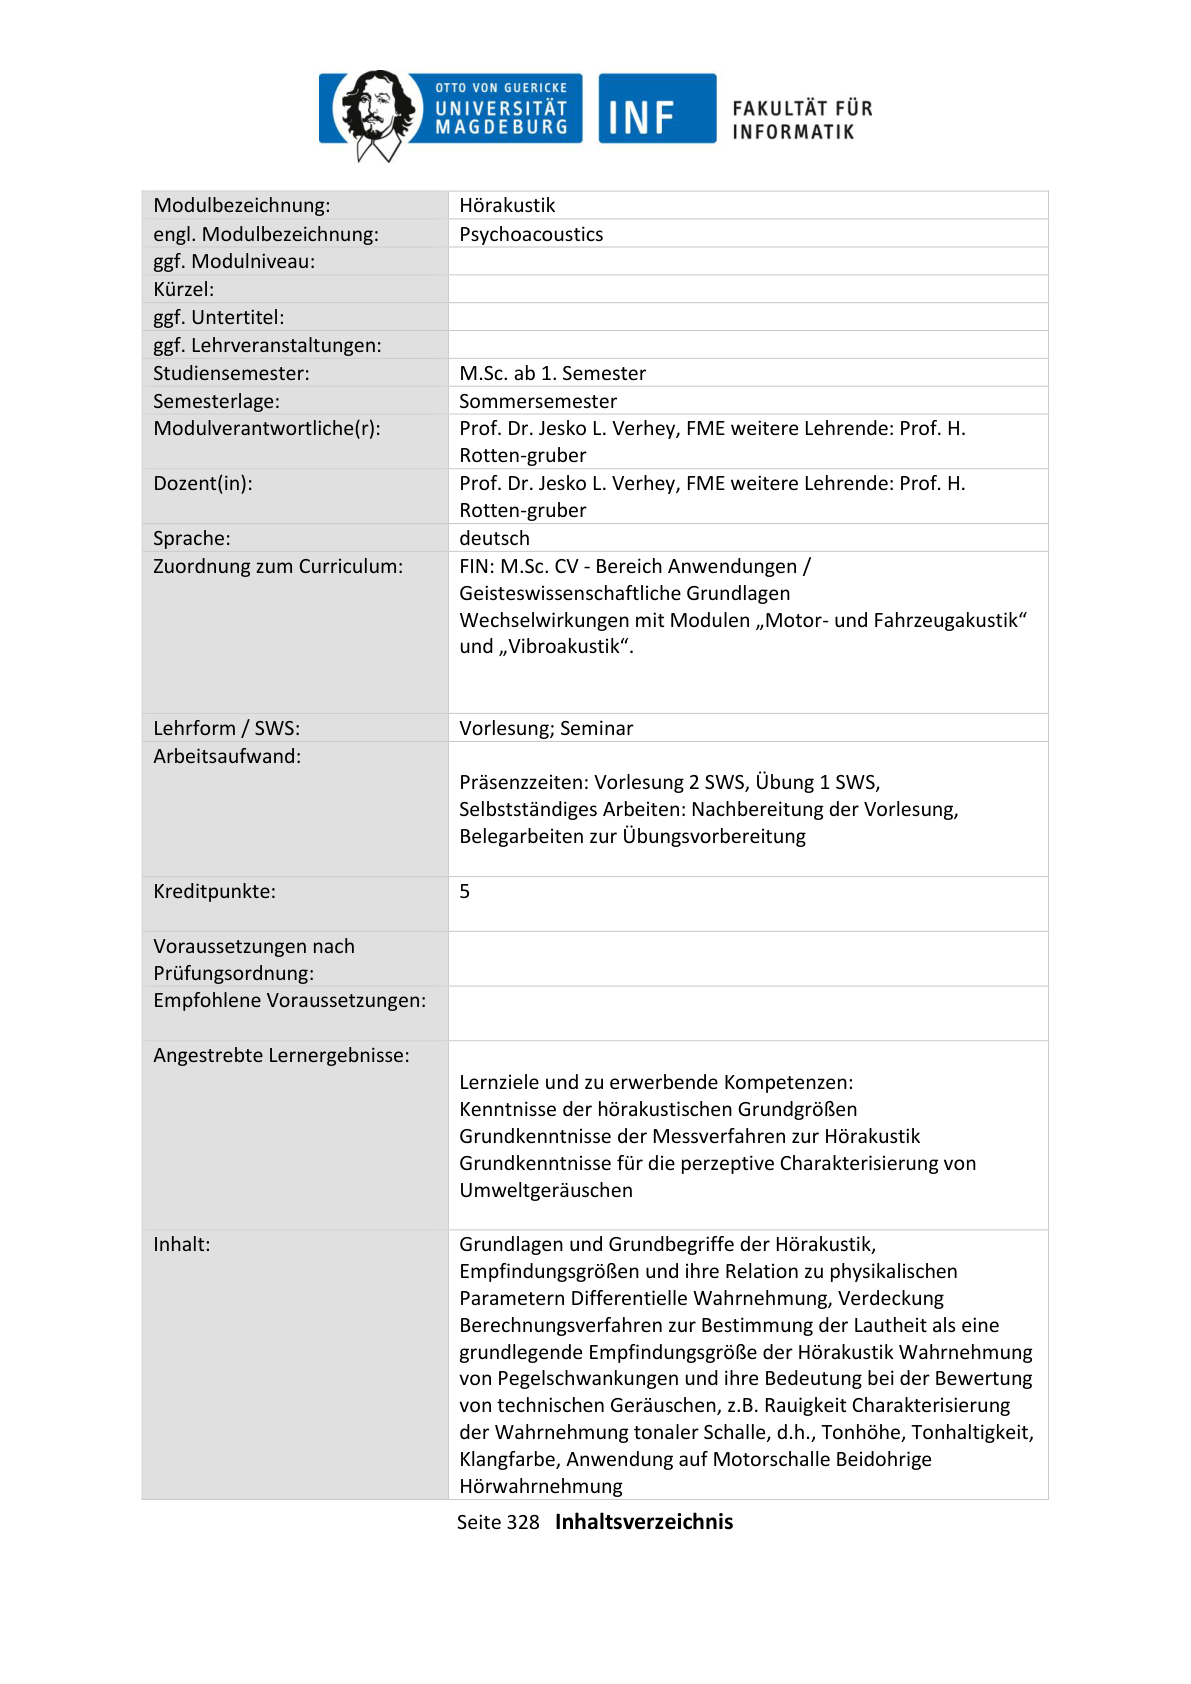 OTTO VON GUERICKE
UNIVERSITÄT
MAGDEBURG
INF
FAKULTÄT FÜR
INFORMATIK
Modulbezeichnung: Hörakustik
engl. Modulbezeichnung: Psychoacoustics
ggf. Modulniveau:
Kürzel:
ggf. Untertitel:
ggf. Lehrveranstaltungen:
Studiensemester: M.Sc. ab 1. Semester
Semesterlage: Sommersemester
Modulverantwortliche(r): Prof. Dr. Jesko L. Verhey, FME weitere Lehrende: Prof. H.
Rotten-gruber
Dozent(in): Prof. Dr. Jesko L. Verhey, FME weitere Lehrende: Prof. H.
Rotten-gruber
Sprache: deutsch
Zuordnung zum Curriculum: FIN: M.Sc. CV - Bereich Anwendungen /
Geisteswissenschaftliche Grundlagen
Wechselwirkungen mit Modulen „Motor- und Fahrzeugakustik“
und „Vibroakustik“.
Lehrform / SWS: Vorlesung; Seminar
Arbeitsaufwand:
Präsenzzeiten: Vorlesung 2 SWS, Übung 1 SWS,
Selbstständiges Arbeiten: Nachbereitung der Vorlesung,
Belegarbeiten zur Übungsvorbereitung
Kreditpunkte: 5
Voraussetzungen nach
Prüfungsordnung:
Empfohlene Voraussetzungen:
Angestrebte Lernergebnisse:
Lernziele und zu erwerbende Kompetenzen:
Kenntnisse der hörakustischen Grundgrößen
Grundkenntnisse der Messverfahren zur Hörakustik
Grundkenntnisse für die perzeptive Charakterisierung von
Umweltgeräuschen
Inhalt: Grundlagen und Grundbegriffe der Hörakustik,
Empfindungsgrößen und ihre Relation zu physikalischen
Parametern Differentielle Wahrnehmung, Verdeckung
Berechnungsverfahren zur Bestimmung der Lautheit als eine
grundlegende Empfindungsgröße der Hörakustik Wahrnehmung
von Pegelschwankungen und ihre Bedeutung bei der Bewertung
von technischen Geräuschen, z.B. Rauigkeit Charakterisierung
der Wahrnehmung tonaler Schalle, d.h., Tonhöhe, Tonhaltigkeit,
Klangfarbe, Anwendung auf Motorschalle Beidohrige
Hörwahrnehmung
Seite 328 Inhaltsverzeichnis